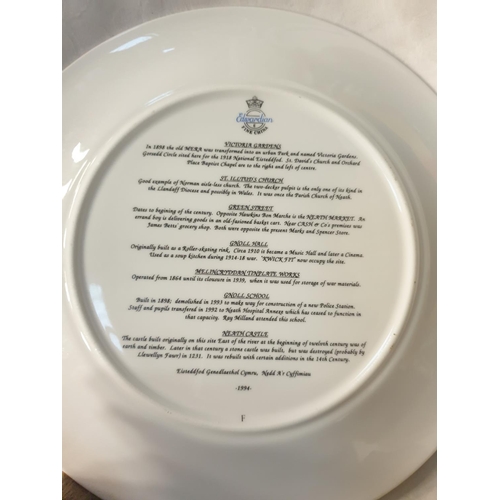 Edwardian
FINE CHINA
VICTORIA GARDENS
In 1898 the old MERA was transformed into an urban Park and named Victoria Gardens.
Gorsedd Circle sited here for the 1918 National Eisteddfod. St. David's Church and Orchard
Place Baptist Chapel are to the right and left of centre.
ST. ILLTUD'S CHURCH
Good example of Norman aisle-less church. The two-decker pulpit is the only one of its kind in
the Llandaff Diocese and possibly in Wales. It was once the Parish Church of Neath.
GREEN STREET
Dates to begining of the century. Opposite Hawkins Bon Marche is the NEATH MARKET. An
errand boy is delivering goods in an old-fasioned basket cart. Near CASH & Co's premises was
James Betts' grocery shop. Both were opposite the present Marks and Spencer Store.
GNOLL HALL
Originally built as a Roller-skating rink. Circa 1910 is became a Music Hall and later a Cinema.
Used as a soup kitchen during 1914-18 war. "KWICK FIT" now occupy the site.
MELINCRYDDAN TINPLATE WORKS
Operated from 1864 until its closure in 1939, when it was used for making of war materials.
GNOLL SCHOOL
Built in 1898; demolished in 1993 to make way for construction of a new Police Station.
Staff and pupils transfered in 1992 to Neath Hospital Annexe which has ceased to function in
that capacity. Ray Milland attended this school.
NEATH CASTLE
The castle built originally on this site East of the river at the beginning of twelvth century was of
earth and timber. Later in that century a stone castle was built, but was destroyed (probably by
Llewellyn Fawr) in 1231. It was rebuilt with certain additions in the 14th Century.
Eisteddfod Genedlaethol Cymru, Nedd A'r Cyffiniau
-1994-
F